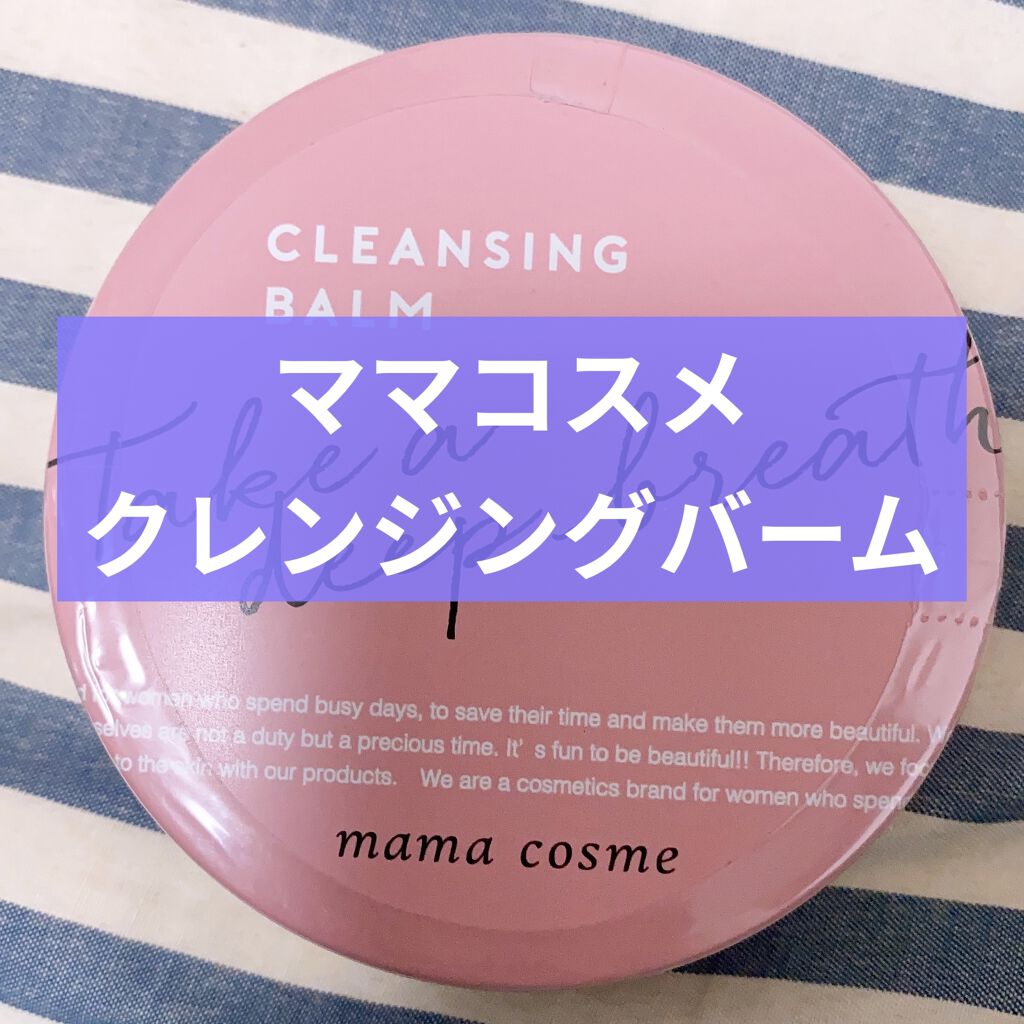 CLEANSING
BALM
ママコスメ
クレンジングバーム
Take a
deep breath
woman who spend busy days, to save their time and make them more beautiful. W
selves are not a duty but a precious time. It's fun to be beautiful!! Therefore, we foc
to the skin with our products. We are a cosmetics brand for women who spen
mama cosme